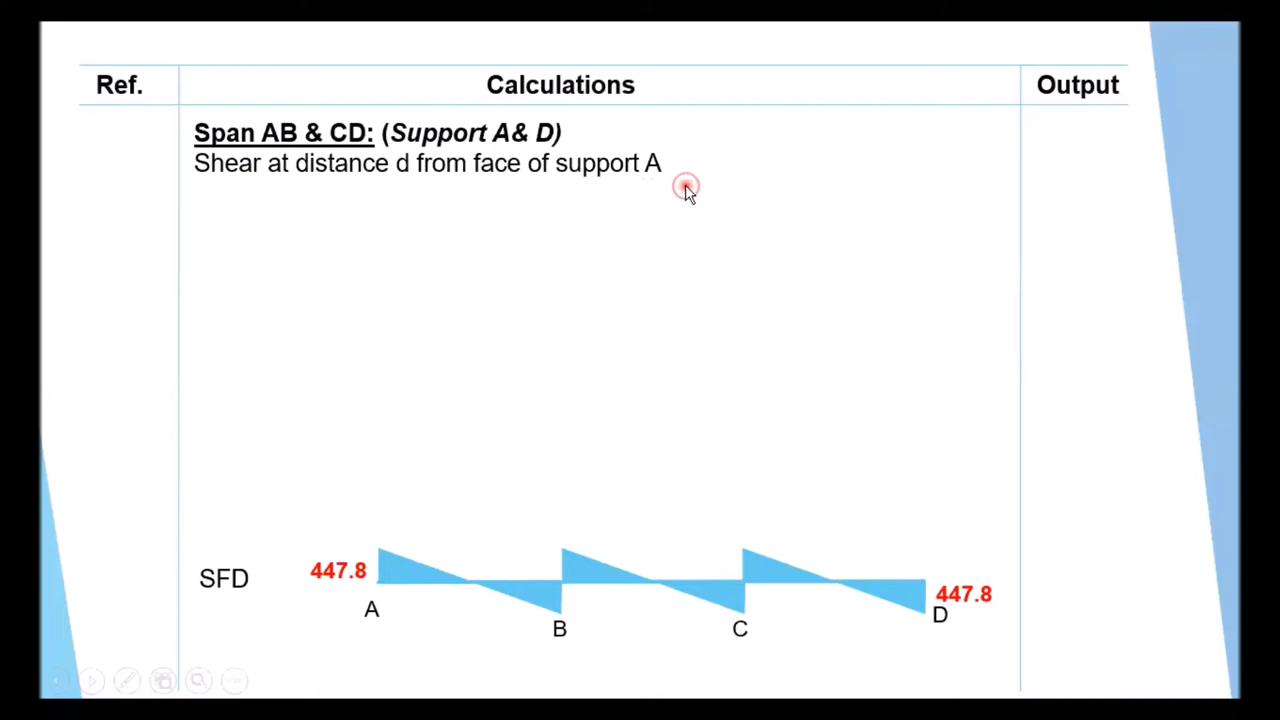 Ref.
Calculations
Output
Span AB & CD: (Support A& D)
Shear at distance d from face of support A
SFD
447.8
447.8
A
B
C
D